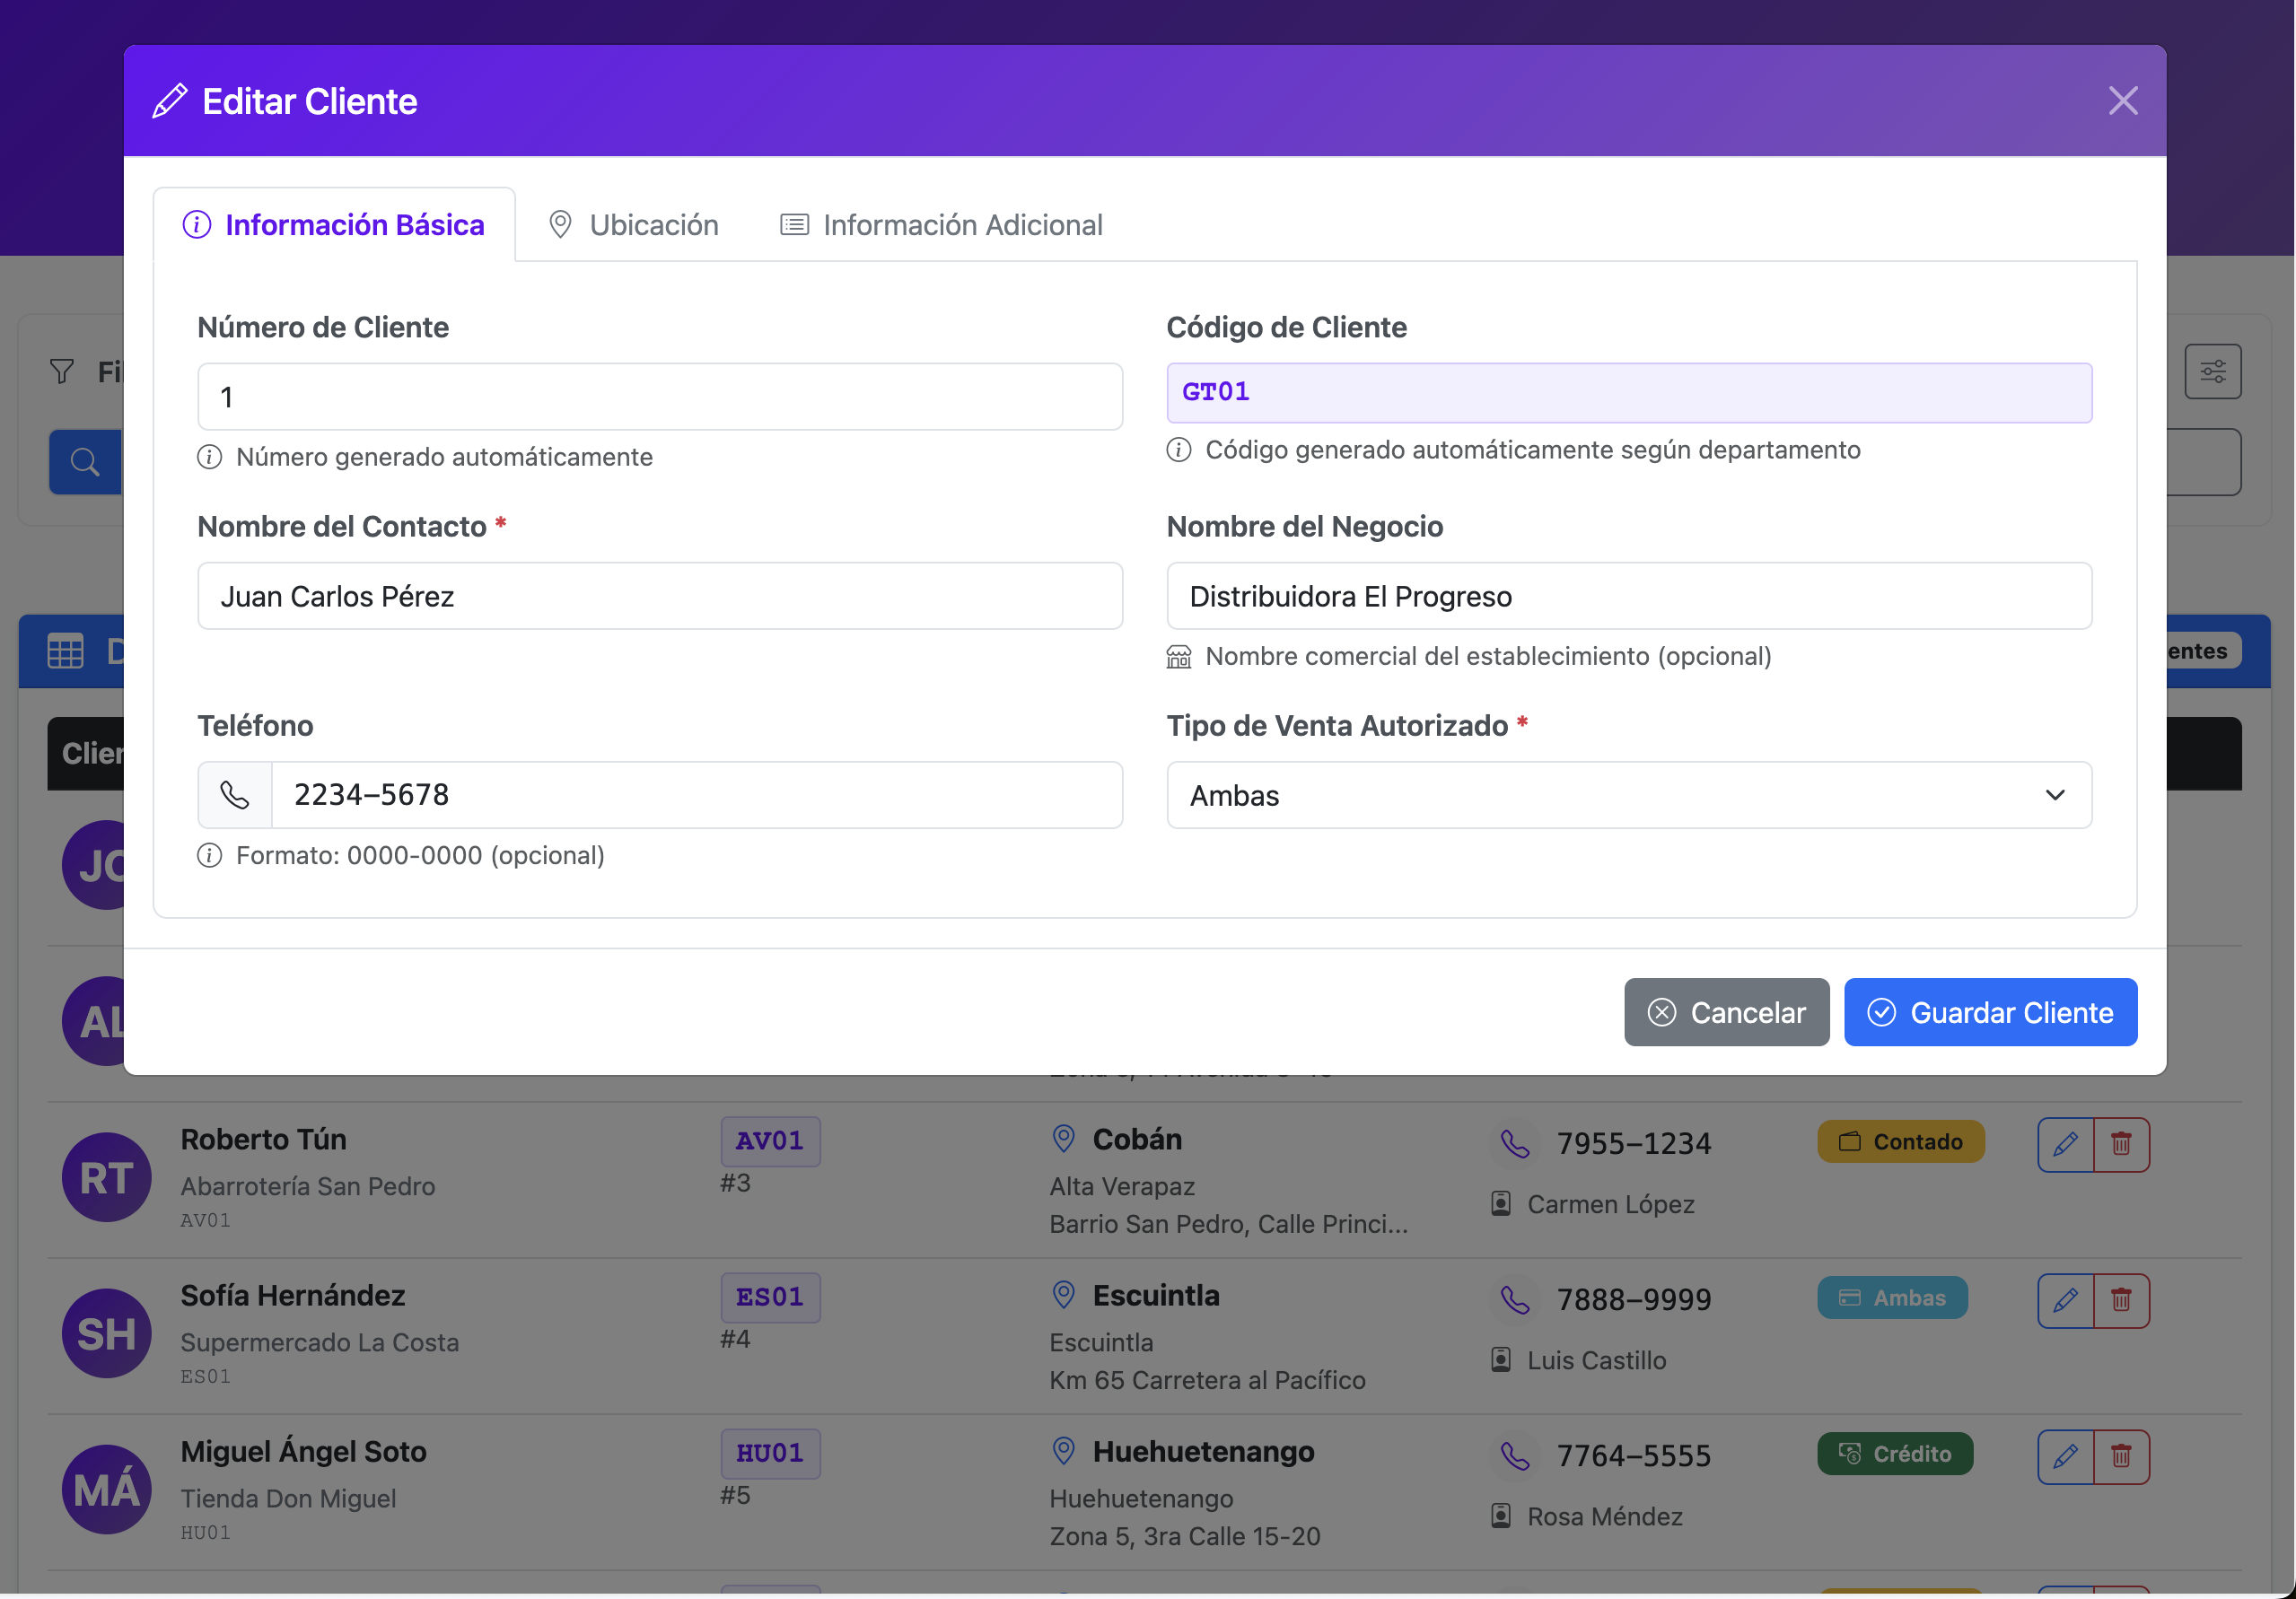 Editar Cliente
Información Básica
Ubicación
Información Adicional
Número de Cliente
Código de Cliente
1
GT01
Número generado automáticamente
Código generado automáticamente según departamento
Nombre del Contacto *
Nombre del Negocio
Juan Carlos Pérez
Distribuidora El Progreso
Nombre comercial del establecimiento (opcional)
Teléfono
Tipo de Venta Autorizado *
2234-5678
Ambas
Formato: 0000-0000 (opcional)
Cancelar
Guardar Cliente
RT
Roberto Tún
Abarrotería San Pedro
AV01
AV01
#3
Cobán
Alta Verapaz
Barrio San Pedro, Calle Princi...
7955-1234
Carmen López
Contado
SH
Sofía Hernández
Supermercado La Costa
ES01
ES01
#4
Escuintla
Escuintla
Km 65 Carretera al Pacífico
7888-9999
Luis Castillo
Ambas
MÁ
Miguel Ángel Soto
Tienda Don Miguel
HU01
HU01
#5
Huehuetenango
Huehuetenango
Zona 5, 3ra Calle 15-20
7764-5555
Rosa Méndez
Crédito